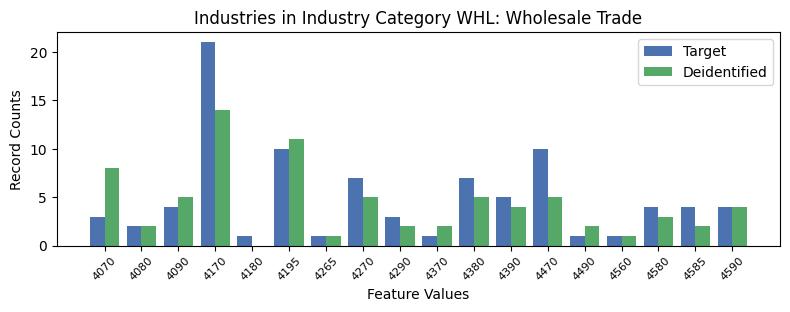 Industries in Industry Category WHL: Wholesale Trade
Target
Deidentified
Record Counts
20
15
10
5
0
4070 4080 4090 4170 4180 4195 4265 4270 4290 4370 4380 4390 4470 4490 4560 4580 4585 4590
Feature Values